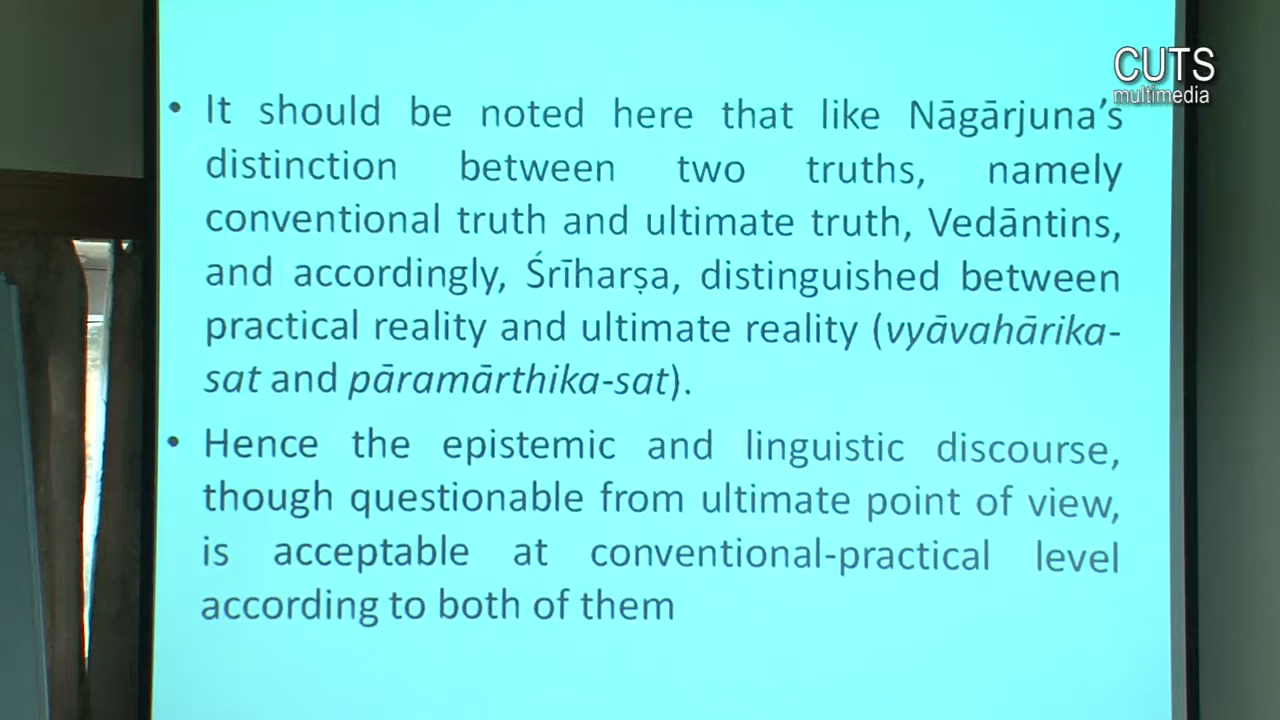 CUTS
multimedia
• It should be noted here that like Nāgārjuna’s
distinction between two truths, namely
conventional truth and ultimate truth, Vedāntins,
and accordingly, Śrīharṣa, distinguished between
practical reality and ultimate reality (vyāvahārika-
sat and pāramārthika-sat).
• Hence the epistemic and linguistic discourse,
though questionable from ultimate point of view,
is acceptable at conventional-practical level
according to both of them